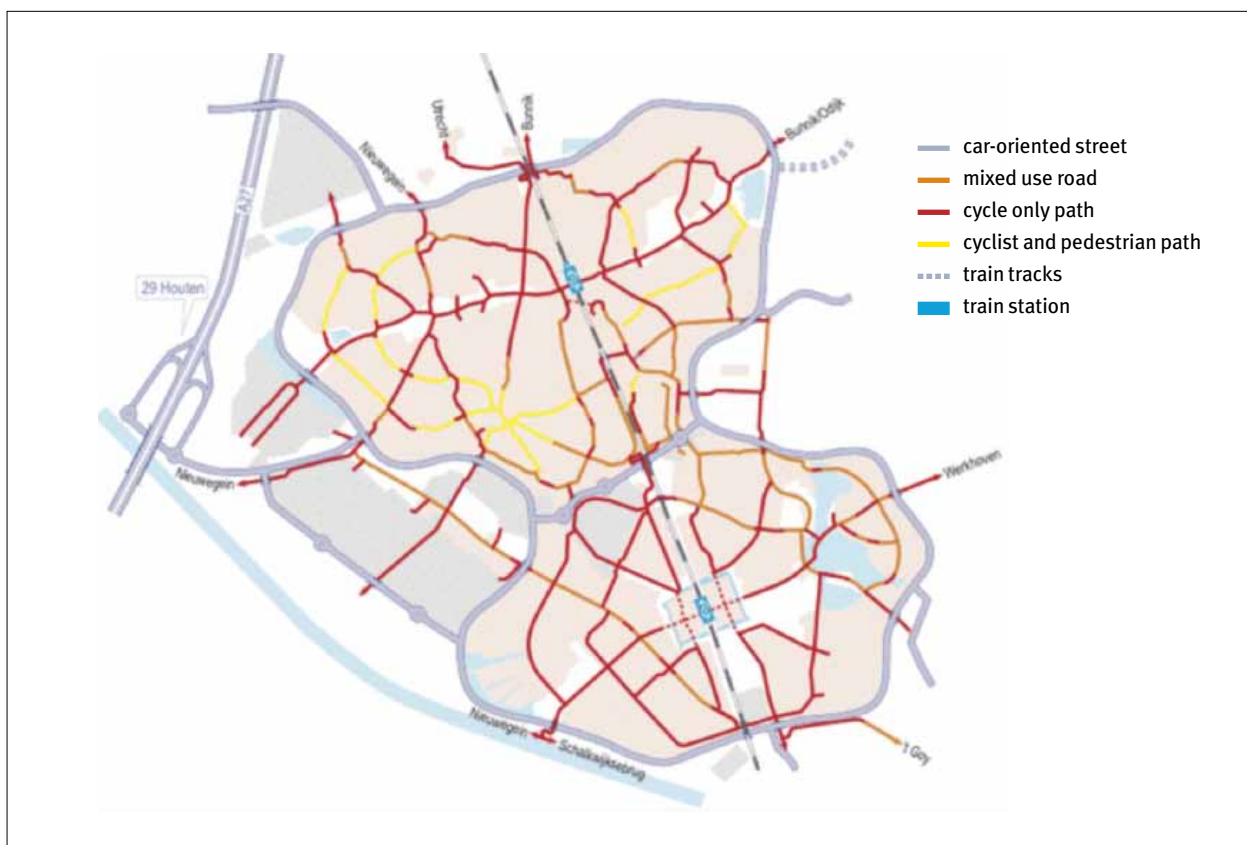 Utrecht
Bunnik
Nieuwegein
Bunnik/Odijk
29 Houten
Nieuwegein
Werkhoven
Nieuwegein
Schalkwijksebrug
't Goy
car-oriented street
mixed use road
cycle only path
cyclist and pedestrian path
train tracks
train station